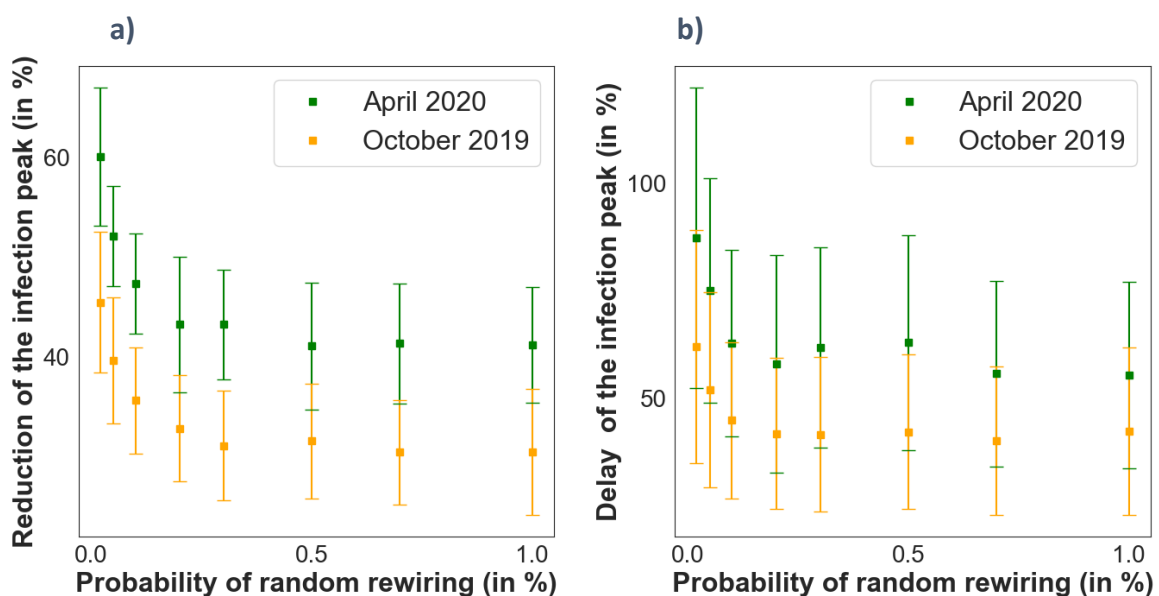 a)
Reduction of the infection peak (in %)
60
40
April 2020
October 2019
0.0 0.5 1.0
Probability of random rewiring (in %)
b)
Delay of the infection peak (in %)
100
50
April 2020
October 2019
0.0 0.5 1.0
Probability of random rewiring (in %)